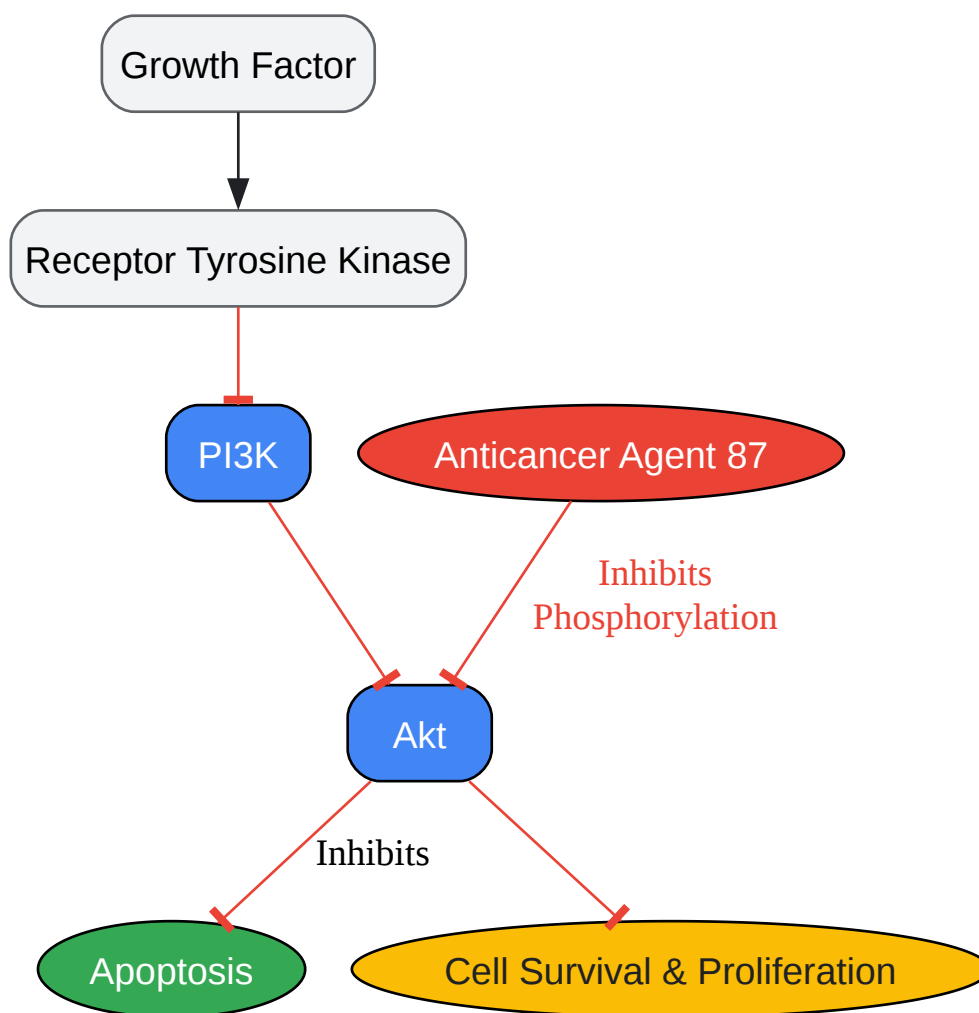 Growth Factor
Receptor Tyrosine Kinase
PI3K
Anticancer Agent 87
Inhibits
Phosphorylation
Akt
Inhibits
Apoptosis
Cell Survival & Proliferation